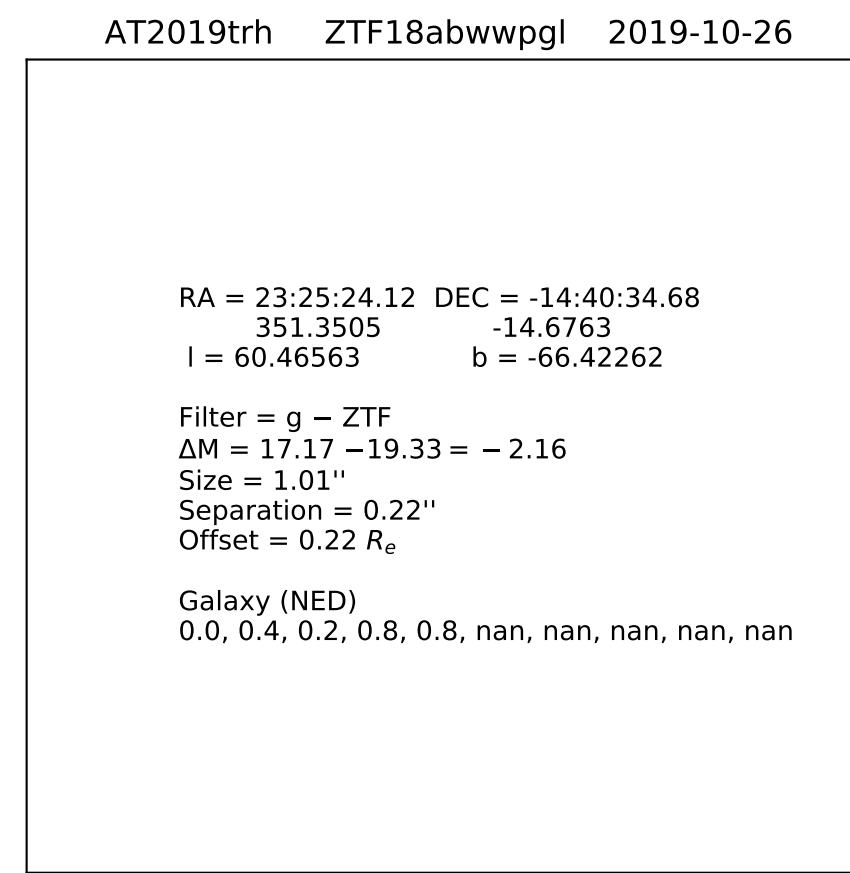 AT2019trh ZTF18abwwpgl 2019-10-26
RA = 23:25:24.12 DEC = -14:40:34.68
351.3505 -14.6763
l = 60.46563 b = -66.42262
Filter = g − ZTF
ΔM = 17.17 −19.33 = − 2.16
Size = 1.01''
Separation = 0.22''
Offset = 0.22 Rₑ
Galaxy (NED)
0.0, 0.4, 0.2, 0.8, 0.8, nan, nan, nan, nan, nan